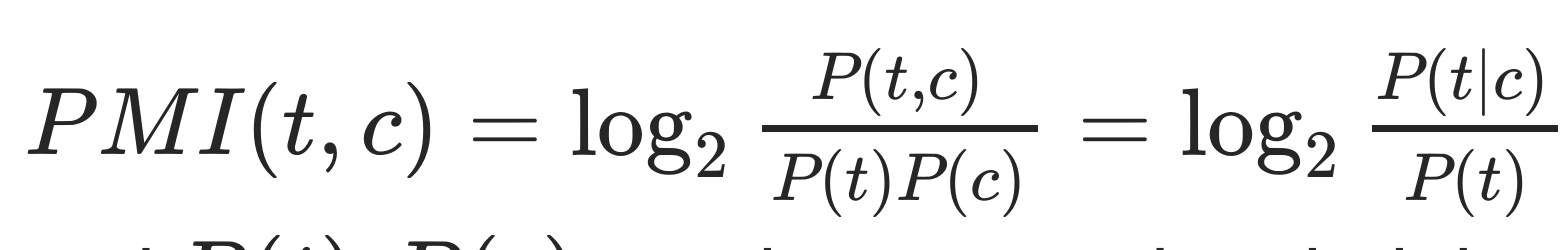 PMI(t, c) = log₂ P(t,c) / P(t)P(c) = log₂ P(t|c) / P(t)